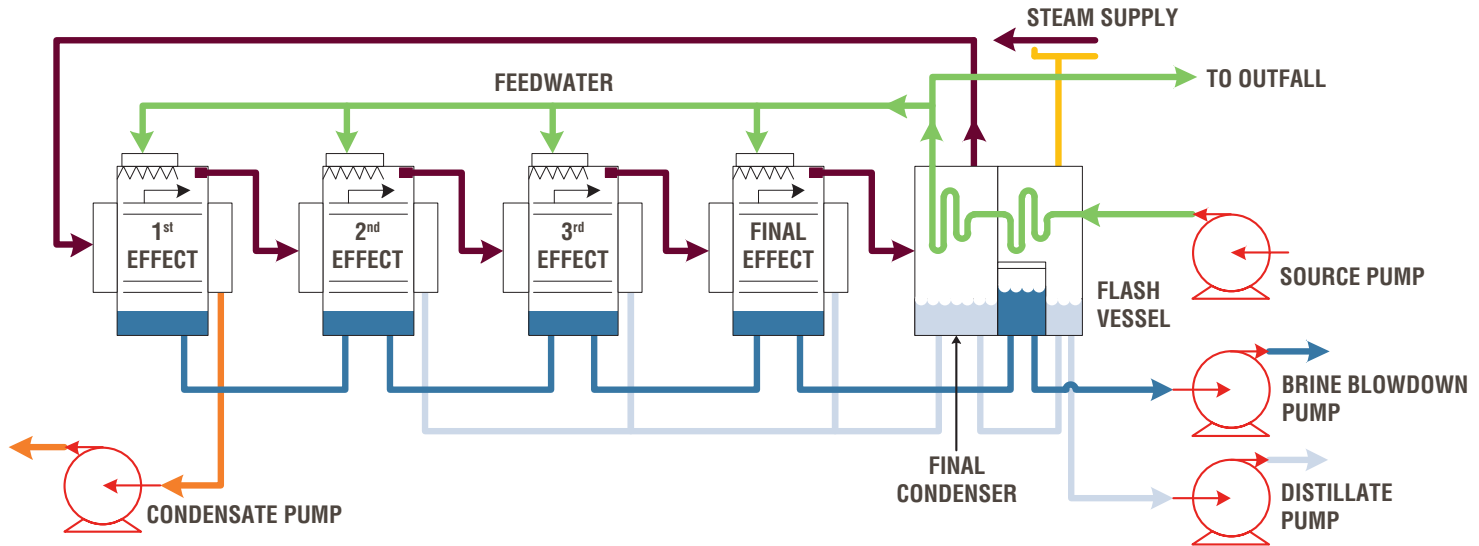 STEAM SUPPLY
FEEDWATER
TO OUTFALL
1st
EFFECT
2nd
EFFECT
3rd
EFFECT
FINAL
EFFECT
SOURCE PUMP
FLASH
VESSEL
BRINE BLOWDOWN
PUMP
FINAL
CONDENSER
DISTILLATE
PUMP
CONDENSATE PUMP